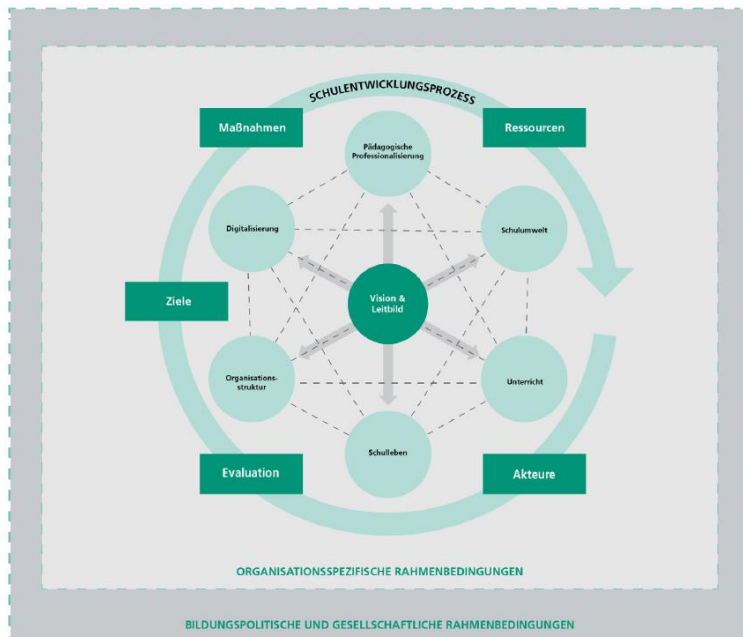 SCHULENTWICKLUNGSPROZESS
Maßnahmen
Ressourcen
Pädagogische
Professionalisierung
Digitalisierung
Schulumwelt
Ziele
Vision &
Leitbild
Organisations-
struktur
Unterricht
Schulleben
Evaluation
Akteure
ORGANISATIONSSPEZIFISCHE RAHMENBEDINGUNGEN
BILDUNGSPOLITISCHE UND GESELLSCHAFTLICHE RAHMENBEDINGUNGEN